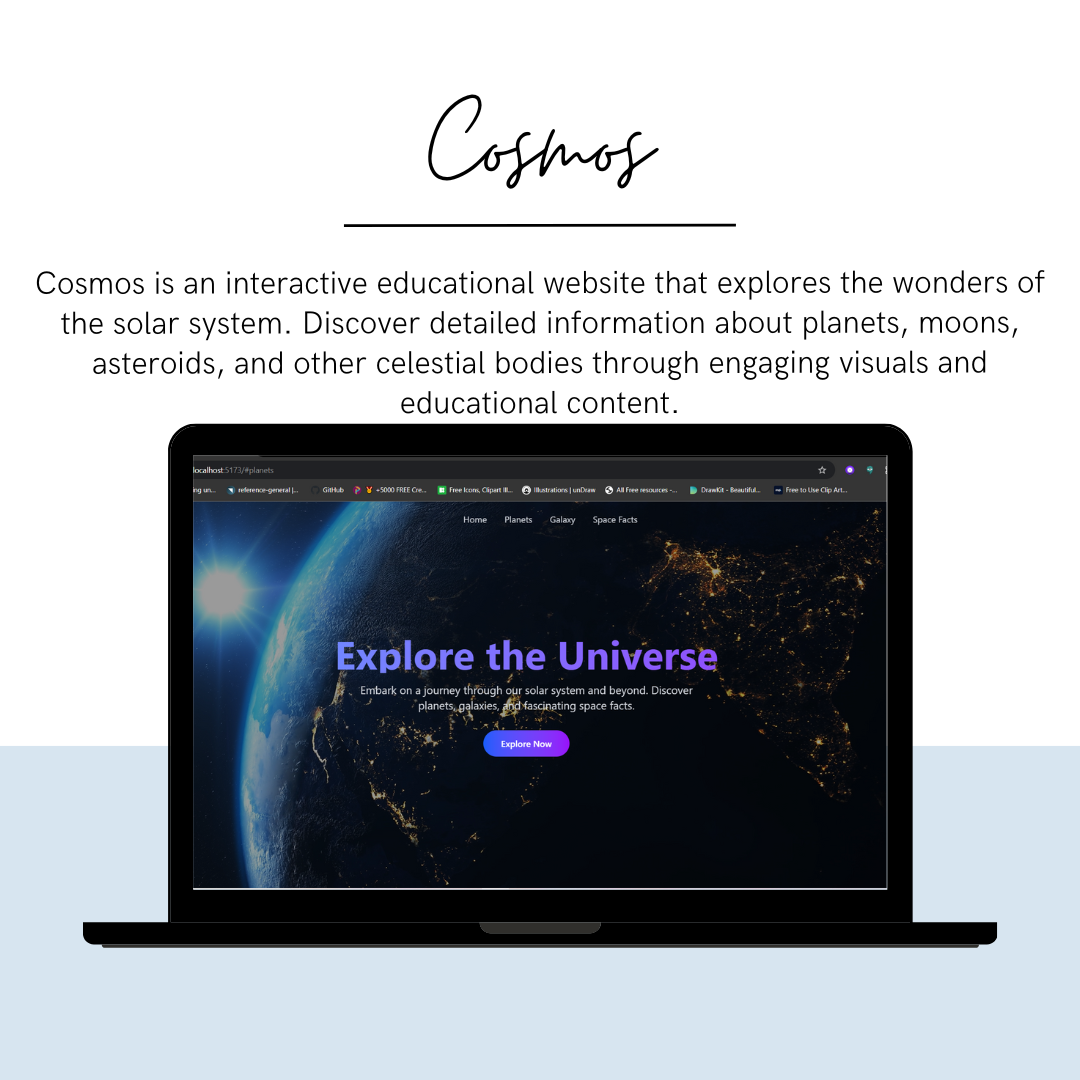 Cosmos
Cosmos is an interactive educational website that explores the wonders of
the solar system. Discover detailed information about planets, moons,
asteroids, and other celestial bodies through engaging visuals and
educational content.
localhost:5173/#planets
ng un... reference-general |... GitHub +5000 FREE Cre... Free Icons, Clipart Ill... Illustrations | unDraw All Free resources -... DrawKit - Beautiful... Free to Use Clip Art...
Home Planets Galaxy Space Facts
Explore the Universe
Embark on a journey through our solar system and beyond. Discover
planets, galaxies, and fascinating space facts.
Explore Now